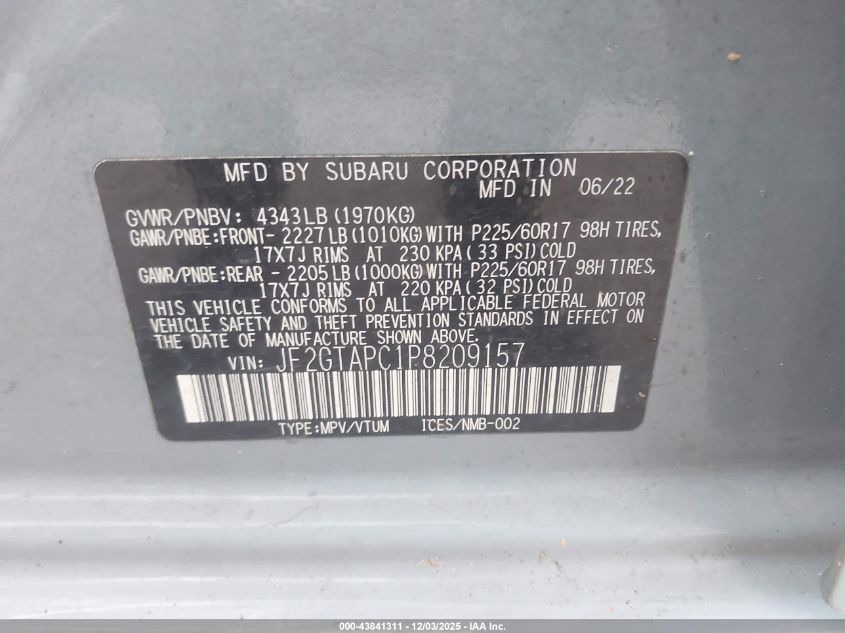 MFD BY SUBARU CORPORATION
MFD IN 06/22
GVWR/PNBV: 4343LB (1970KG)
GAWR/PNBE:FRONT- 2227LB(1010KG)WITH P225/60R17 98H TIRES,
17X7J RIMS AT 230 KPA( 33 PSI)COLD
GAWR/PNBE:REAR - 2205LB(1000KG)WITH P225/60R17 98H TIRES,
17X7J RIMS AT 220 KPA( 32 PSI)COLD
THIS VEHICLE CONFORMS TO ALL APPLICABLE FEDERAL MOTOR
VEHICLE SAFETY AND THEFT PREVENTION STANDARDS IN EFFECT ON
THE DATE OF MANUFACTURE SHOWN ABOVE.
VIN: JF2GTAPC1P8209157
TYPE:MPV/VTUM ICES/NMB-002
000-43841311 - 12/03/2025 - IAA Inc.